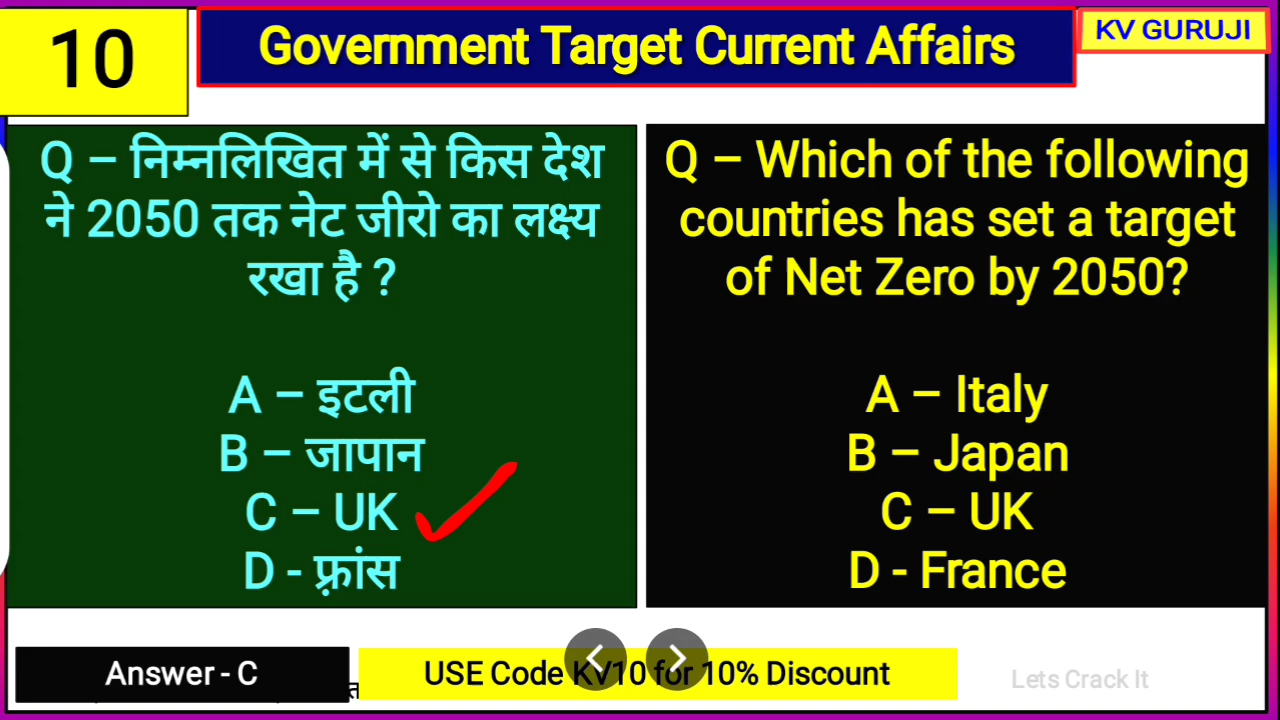 10
Government Target Current Affairs
KV GURUJI
Q – निम्नलिखित में से किस देश
ने 2050 तक नेट जीरो का लक्ष्य
रखा है ?
A – इटली
B – जापान
C – UK
D - फ़्रांस
Q – Which of the following
countries has set a target
of Net Zero by 2050?
A – Italy
B – Japan
C – UK
D - France
Answer - C
USE Code KV10 for 10% Discount
Lets Crack It